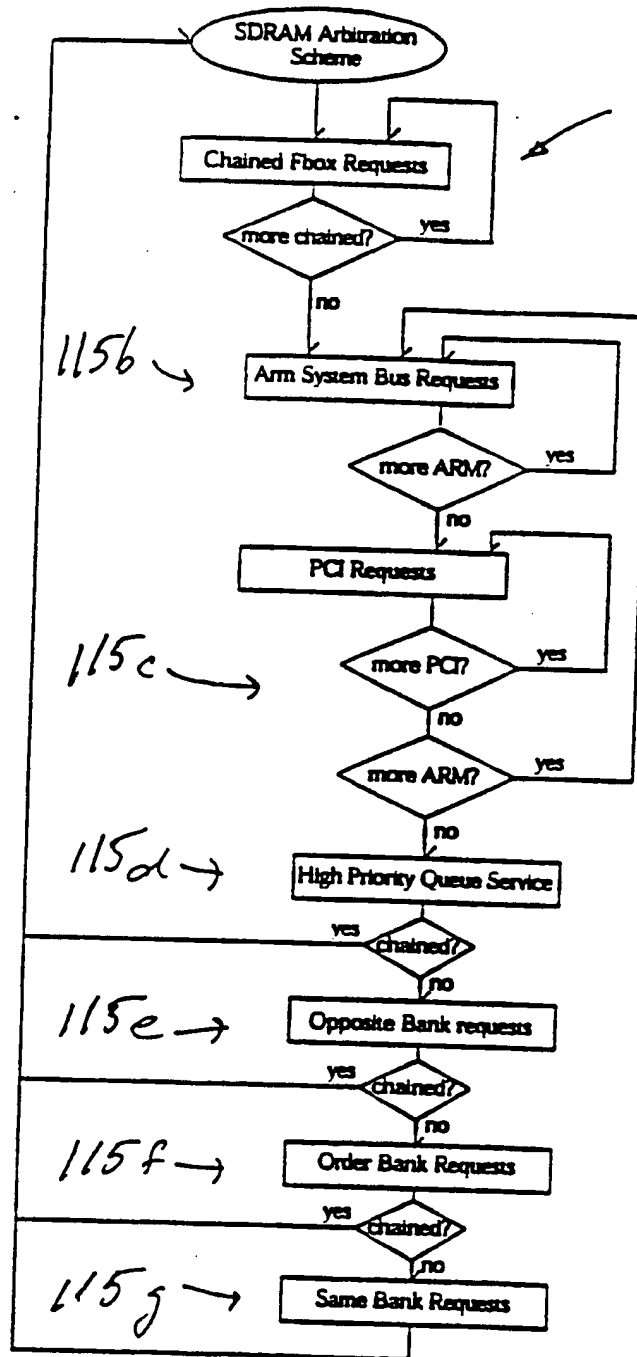 SDRAM Arbitration
Scheme
Chained Fbox Requests
more chained?
yes
no
115b
Arm System Bus Requests
more ARM?
yes
no
PCI Requests
115c
more PCI?
yes
no
more ARM?
yes
no
115d
High Priority Queue Service
yes
chained?
no
115e
Opposite Bank requests
yes
chained?
no
115f
Order Bank Requests
yes
chained?
no
115g
Same Bank Requests